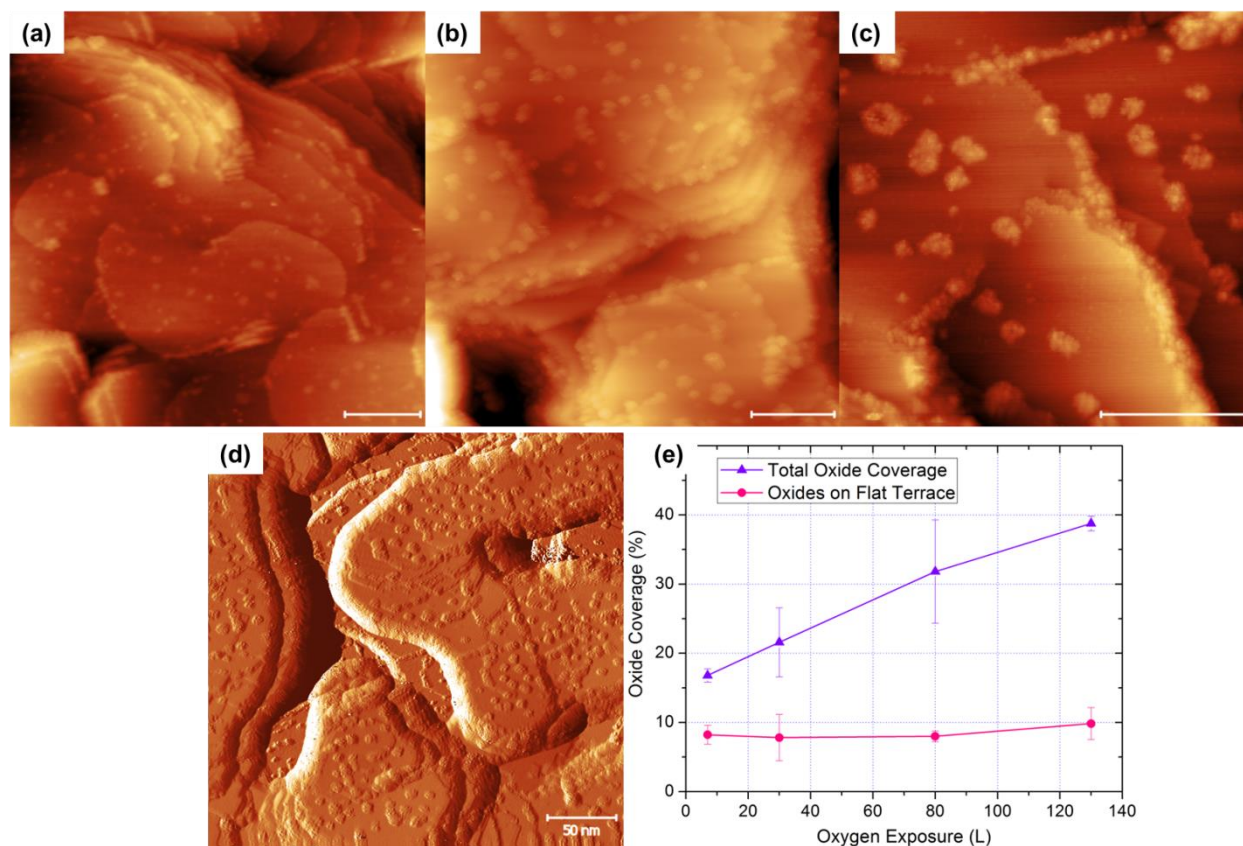 (a)
(b)
(c)
(d)
50 nm
(e)
Total Oxide Coverage
Oxides on Flat Terrace
Oxide Coverage (%)
40
30
20
10
0
0 20 40 60 80 100 120 140
Oxygen Exposure (L)